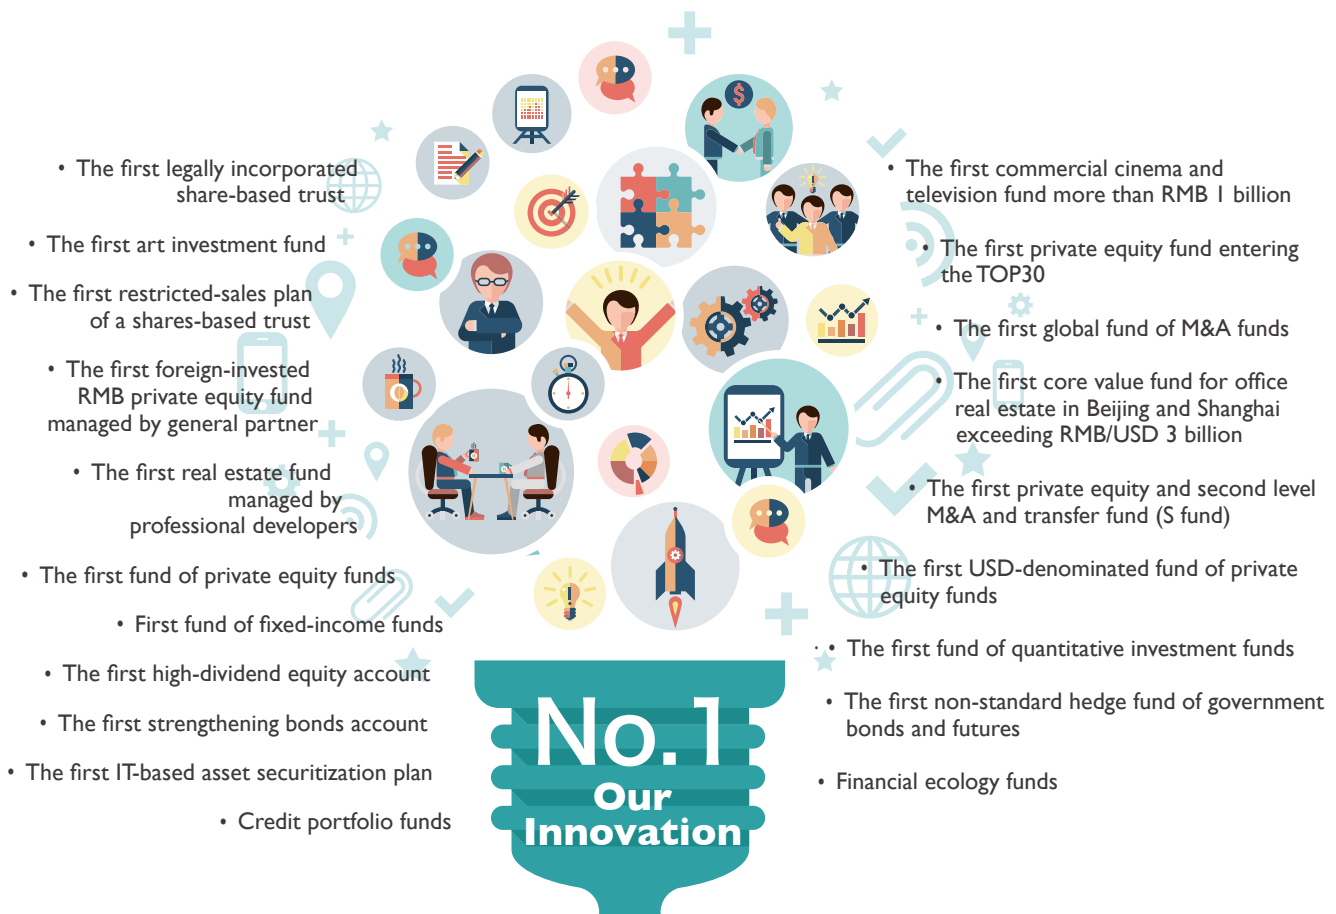 • The first legally incorporated
share-based trust
• The first art investment fund
• The first restricted-sales plan
of a shares-based trust
• The first foreign-invested
RMB private equity fund
managed by general partner
• The first real estate fund
managed by
professional developers
• The first fund of private equity funds
• First fund of fixed-income funds
• The first high-dividend equity account
• The first strengthening bonds account
• The first IT-based asset securitization plan
• Credit portfolio funds
$
No.1
Our
Innovation
• The first commercial cinema and
television fund more than RMB 1 billion
• The first private equity fund entering
the TOP30
• The first global fund of M&A funds
• The first core value fund for office
real estate in Beijing and Shanghai
exceeding RMB/USD 3 billion
• The first private equity and second level
M&A and transfer fund (S fund)
• The first USD-denominated fund of private
equity funds
• The first fund of quantitative investment funds
• The first non-standard hedge fund of government
bonds and futures
• Financial ecology funds